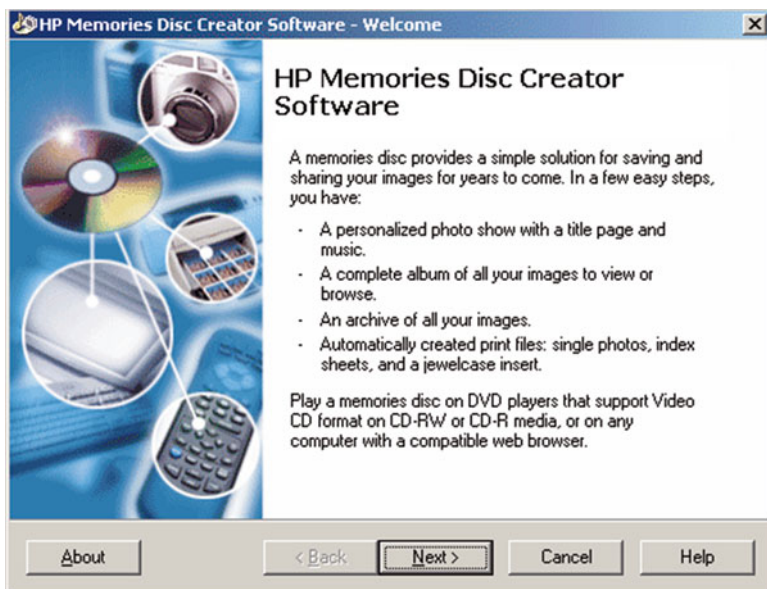 HP Memories Disc Creator Software - Welcome
HP Memories Disc Creator
Software
A memories disc provides a simple solution for saving and
sharing your images for years to come. In a few easy steps,
you have:
- A personalized photo show with a title page and
music.
- A complete album of all your images to view or
browse.
- An archive of all your images.
- Automatically created print files: single photos, index
sheets, and a jewelcase insert.
Play a memories disc on DVD players that support Video
CD format on CD-RW or CD-R media, or on any
computer with a compatible web browser.
About
< Back
Next >
Cancel
Help